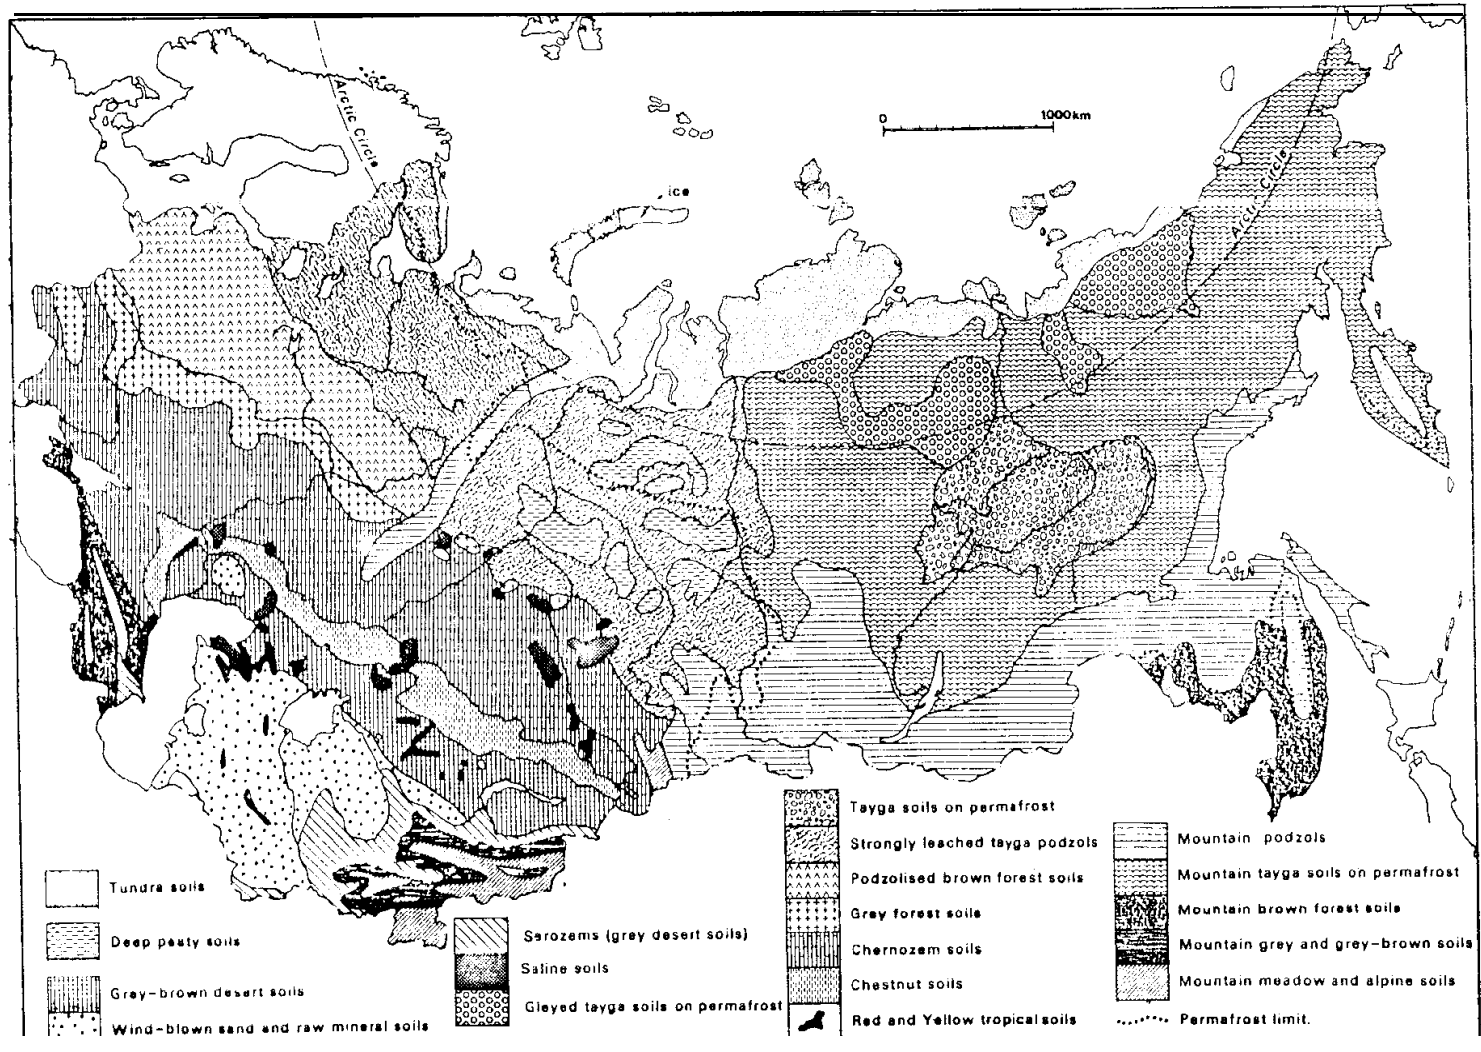 Arctic Circle
0 1000km
ice
Arctic Circle
Tundra soils
Deep peaty soils
Grey-brown desert soils
Wind-blown sand and raw mineral soils
Serozems (grey desert soils)
Saline soils
Gleyed tayga soils on permafrost
Tayga soils on permafrost
Strongly leached tayga podzols
Podzolised brown forest soils
Grey forest soils
Chernozem soils
Chestnut soils
Red and Yellow tropical soils
Mountain podzols
Mountain tayga soils on permafrost
Mountain brown forest soils
Mountain grey and grey-brown soils
Mountain meadow and alpine soils
Permafrost limit.